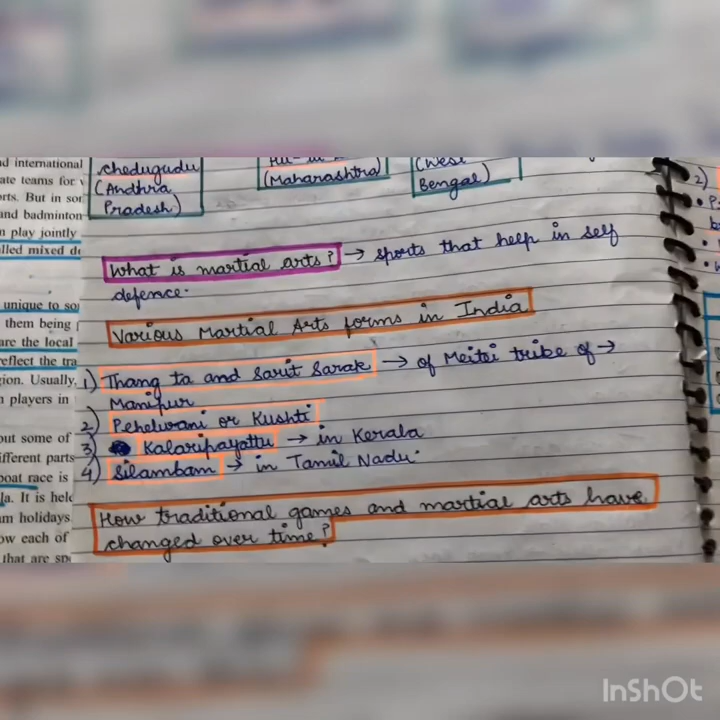 chedugudu
(Andhra
Pradesh)
(Maharashtra)
(West
Bengal)
What is martial arts? → sports that help in self
defence.
Various Martial Arts forms in India
1) Thang ta and Sarit Sarak → of Meitei tribe of →
Manipur
2) Pehelwani or Kushti
3) Kalaripayattu → in Kerala
4) Silambam → in Tamil Nadu.
How traditional games and martial arts have
changed over time?
nd international
ate teams for
orts. But in
and badminton
n play jointly
lled mixed
unique to
them being
are the local
reflect the
gion. Usually,
n players in
out some of
ifferent parts
boat race is
la. It is held
am holidays.
ow each of
that are
2)
InShOt